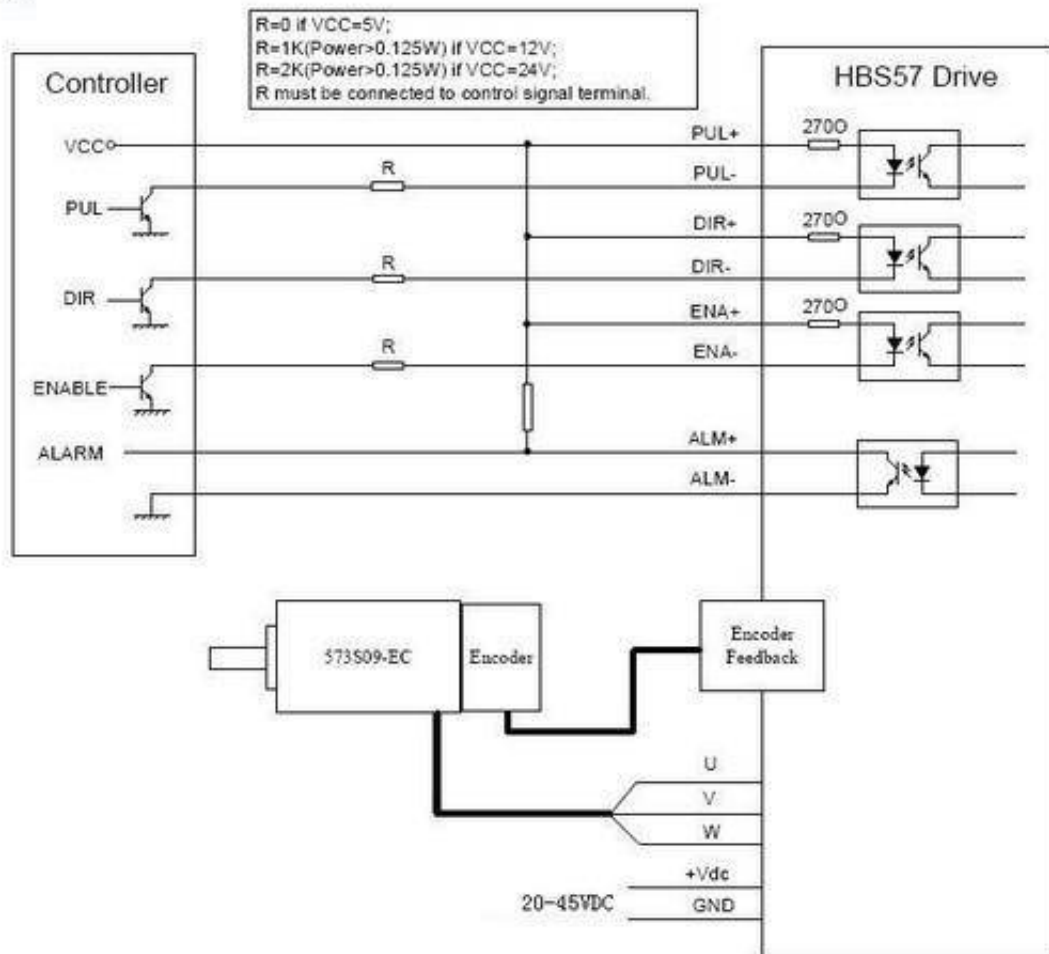 R=0 if VCC=5V;
R=1K(Power>0.125W) if VCC=12V;
R=2K(Power>0.125W) if VCC=24V;
R must be connected to control signal terminal.
Controller
HBS57 Drive
VCC
PUL+
270O
R
PUL-
PUL
DIR+
270O
R
DIR-
DIR
ENA+
270O
R
ENA-
ENABLE
ALARM
ALM+
ALM-
573S09-EC
Encoder
Encoder
Feedback
U
V
W
+Vdc
20-45VDC
GND